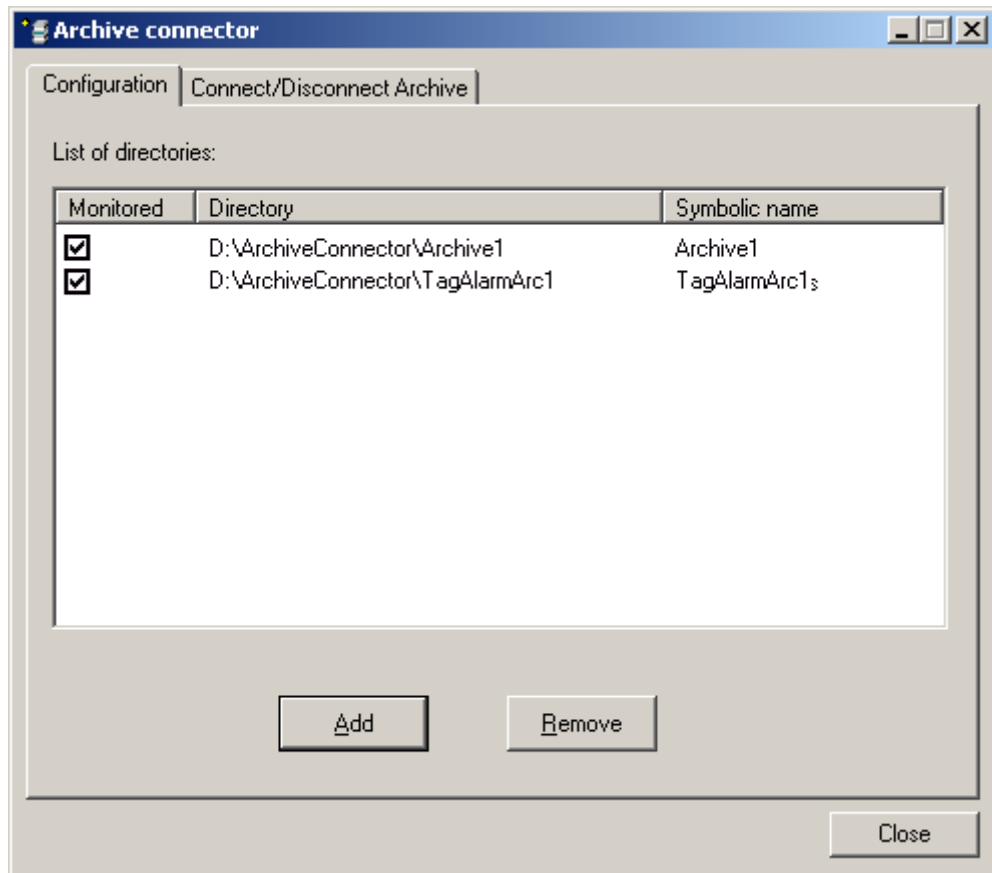 Archive connector
Configuration Connect/Disconnect Archive
List of directories:
Monitored Directory Symbolic name
D:\ArchiveConnector\Archive1 Archive1
D:\ArchiveConnector\TagAlarmArc1 TagAlarmArc1s
Add Remove
Close